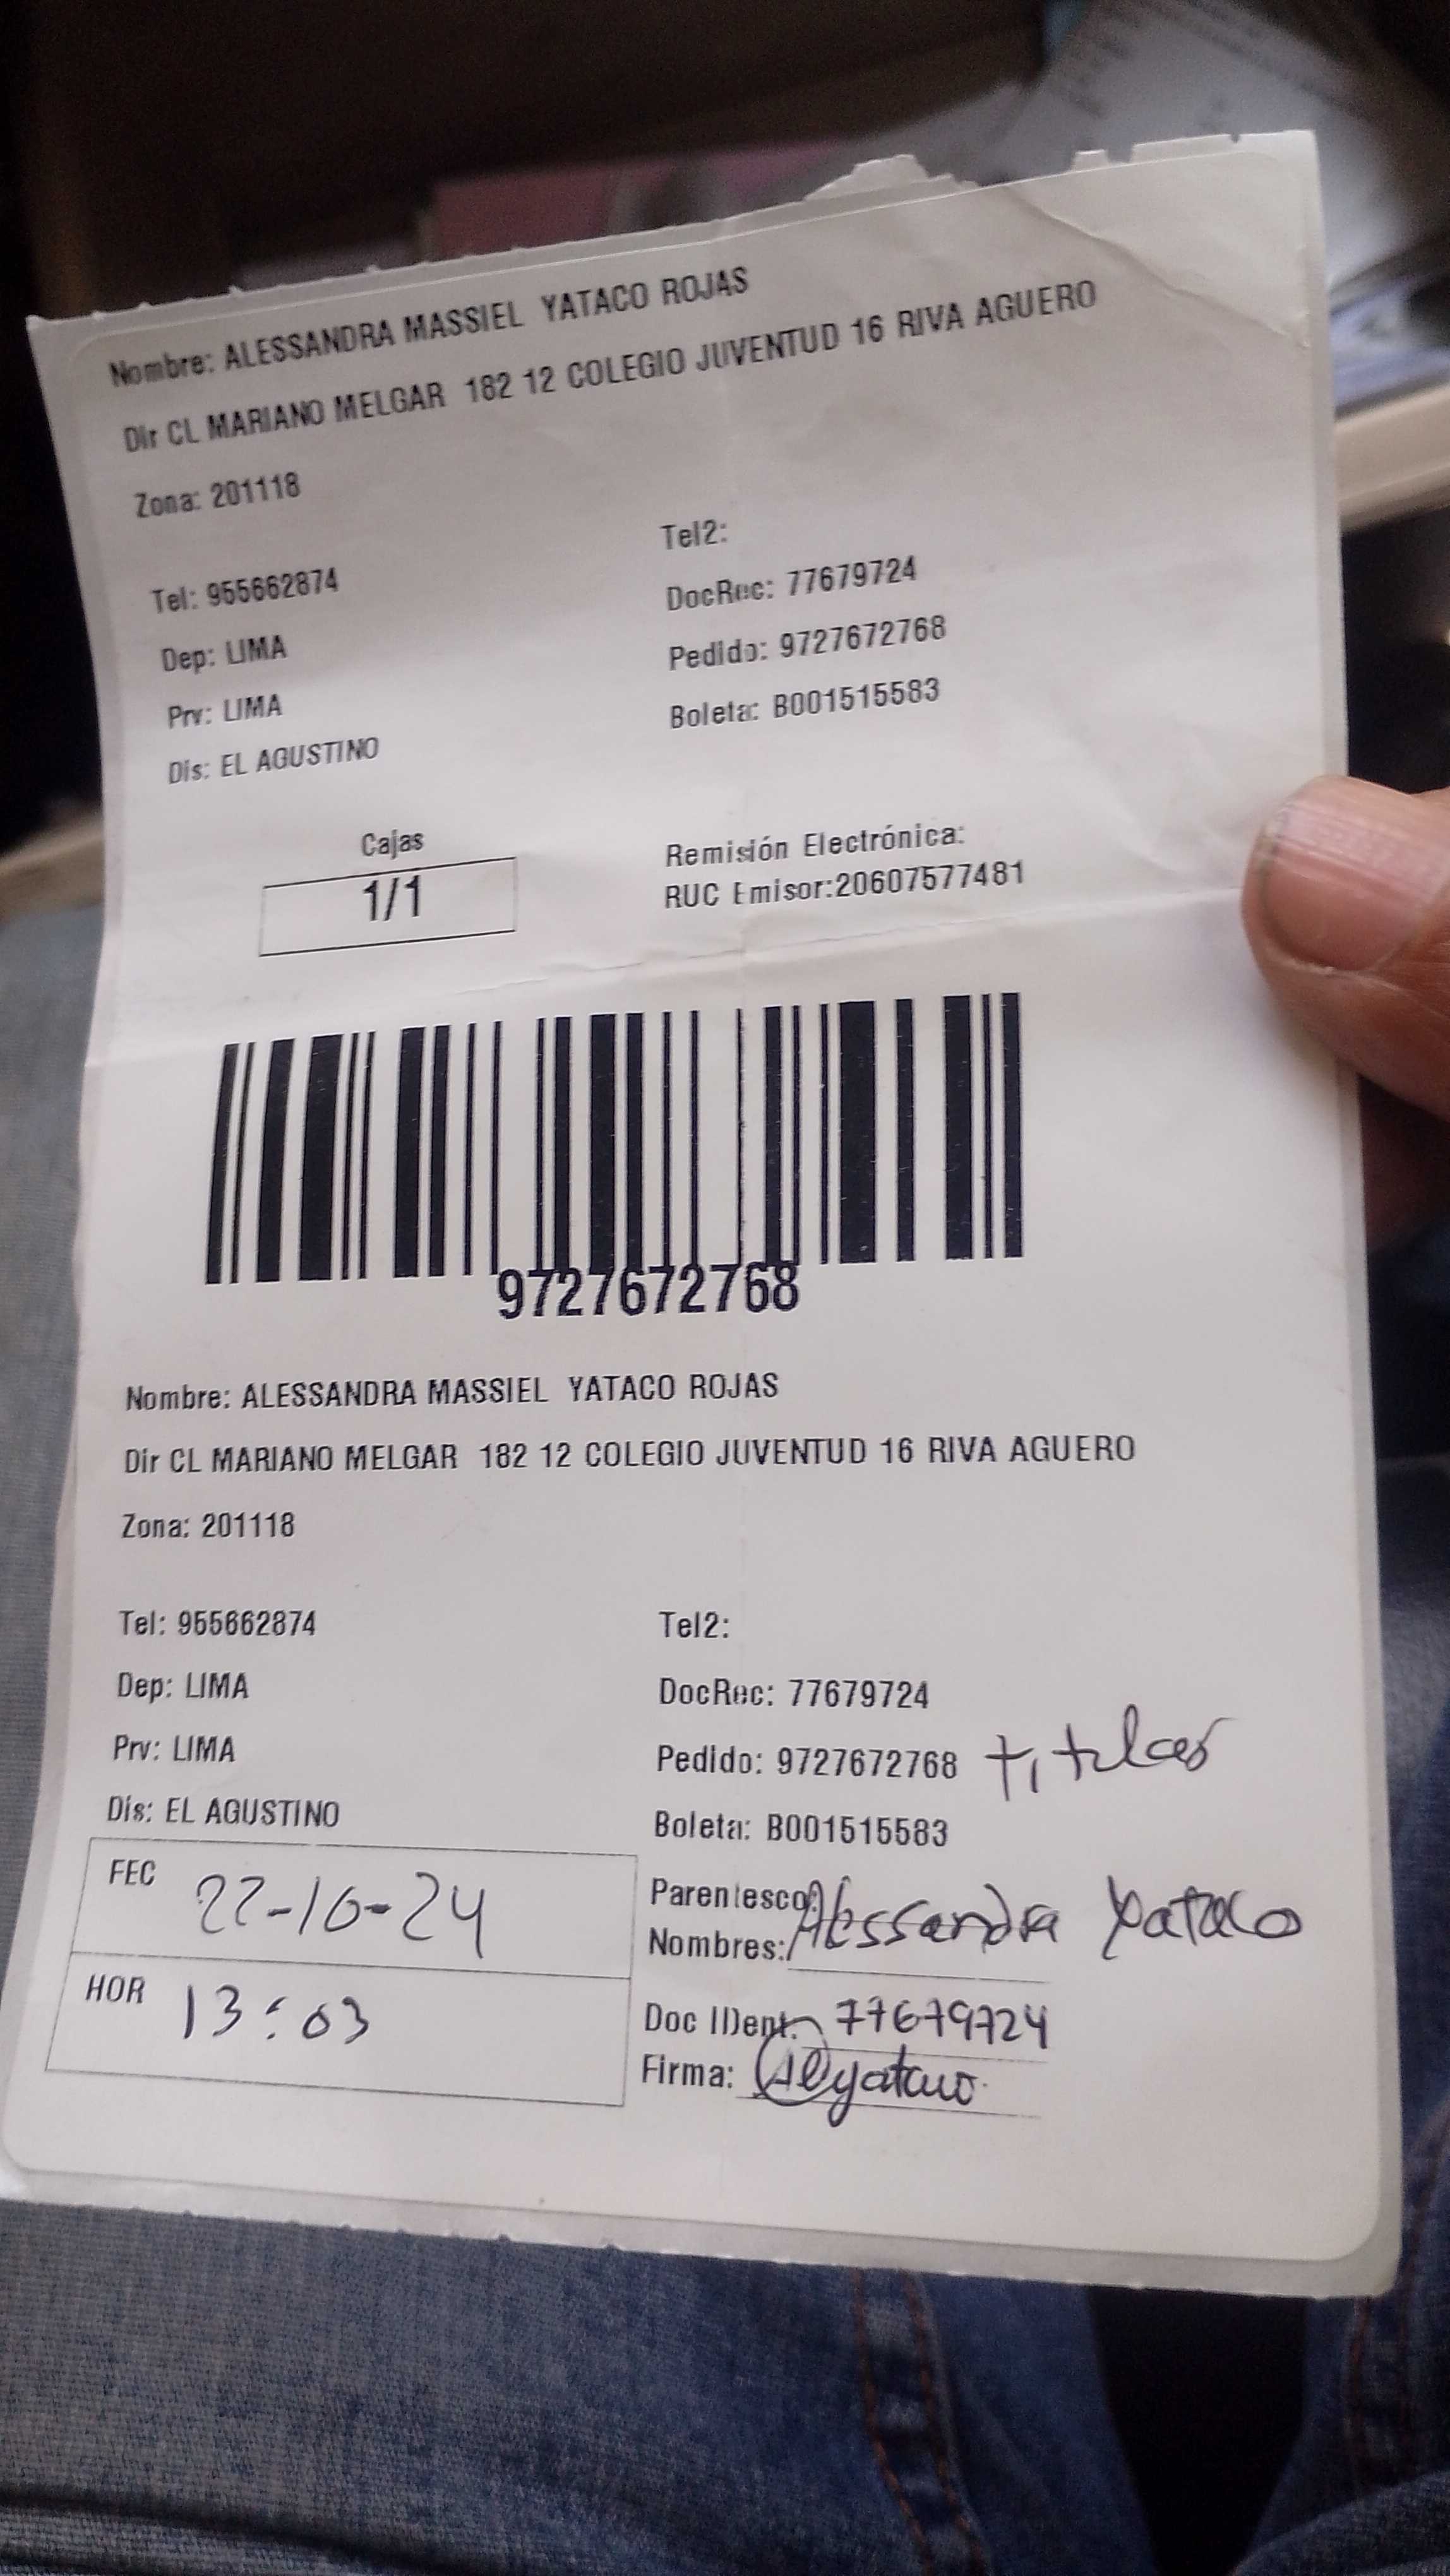 Nombre: ALESSANDRA MASSIEL YATACO ROJAS
Dir CL MARIANO MELGAR 182 12 COLEGIO JUVENTUD 16 RIVA AGUERO
Zona: 201118
Tel2:
Tel: 955662874
DocRec: 77679724
Dep: LIMA
Pedido: 9727672768
Prv: LIMA
Boleta: B001515583
Dis: EL AGUSTINO
Cajas
1/1
Remisión Electrónica:
RUC Emisor:20607577481
9727672768
Nombre: ALESSANDRA MASSIEL YATACO ROJAS
Dir CL MARIANO MELGAR 182 12 COLEGIO JUVENTUD 16 RIVA AGUERO
Zona: 201118
Tel: 955662874 Tel2:
Dep: LIMA DocRec: 77679724
Prv: LIMA Pedido: 9727672768 titular
Dis: EL AGUSTINO Boleta: B001515583
FEC 22-10-24
Parentesco:
Nombres: Alessandra Yataco
HOR 13:03
Doc IDent: 77679724
Firma: Alyataco